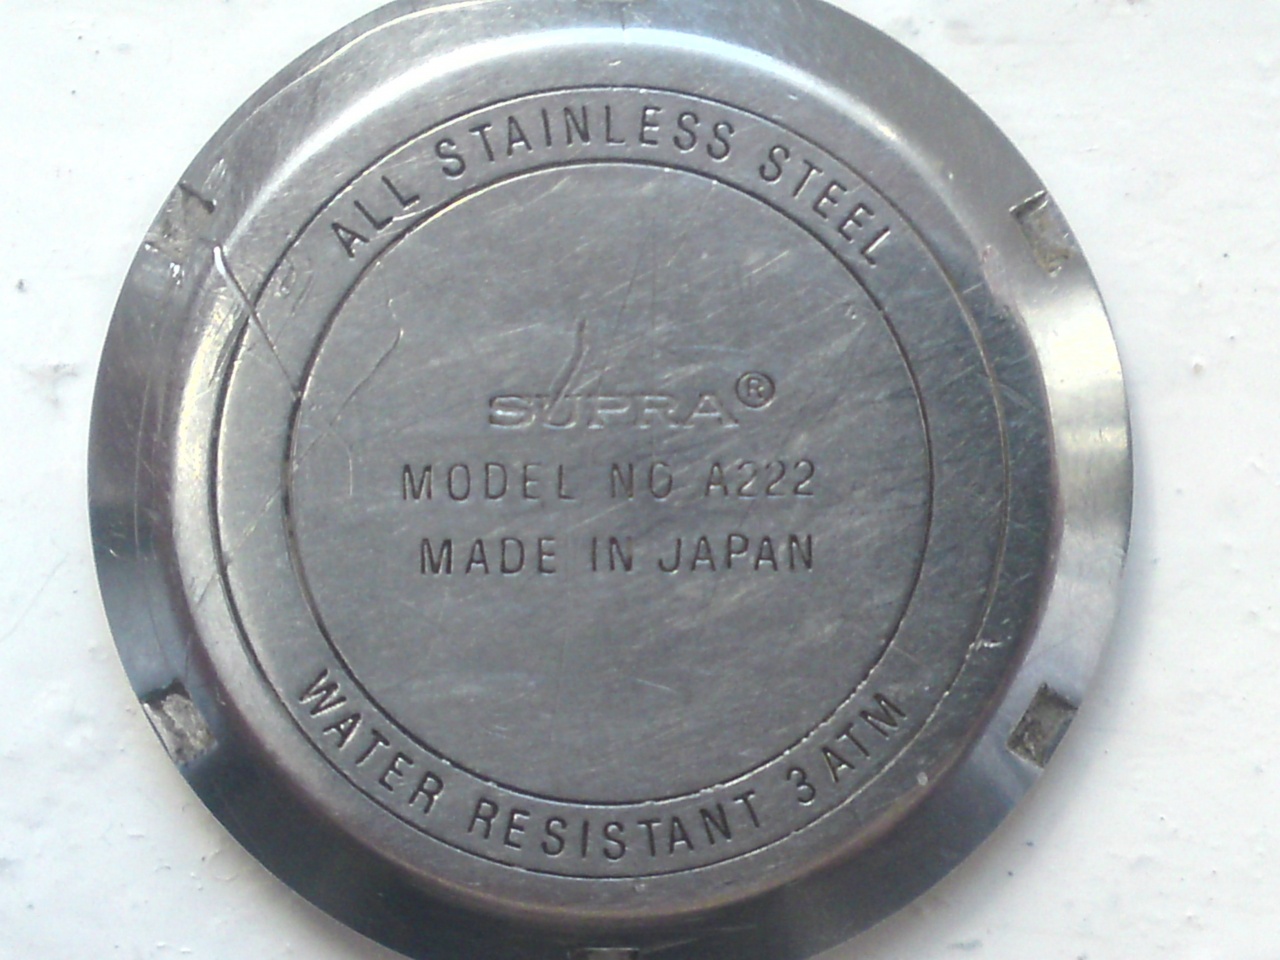 ALL STAINLESS STEEL
SUPRA®
MODEL NO A222
MADE IN JAPAN
WATER RESISTANT 3 ATM